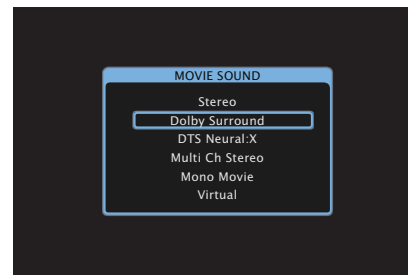 MOVIE SOUND
Stereo
Dolby Surround
DTS Neural:X
Multi Ch Stereo
Mono Movie
Virtual